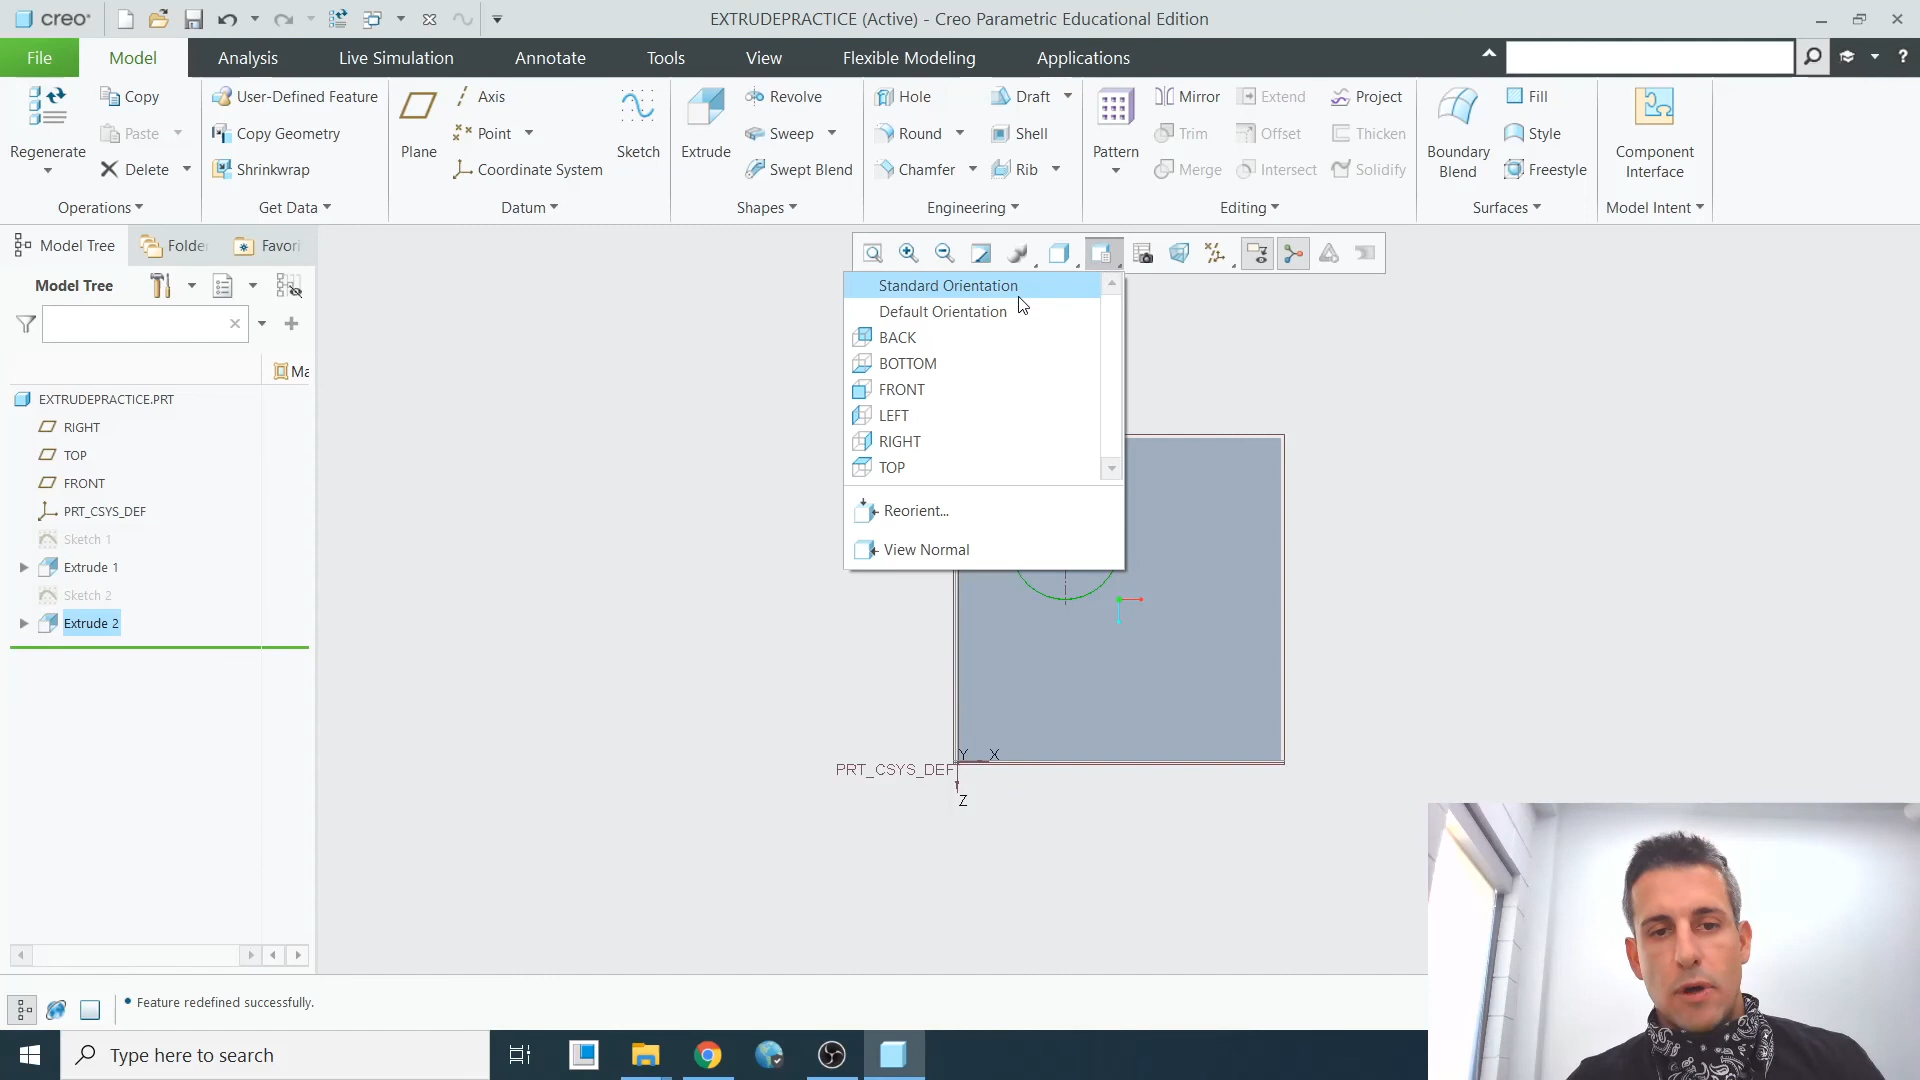 creo
EXTRUDEPRACTICE (Active) - Creo Parametric Educational Edition
File
Model
Analysis
Live Simulation
Annotate
Tools
View
Flexible Modeling
Applications
?
Regenerate
Copy
Paste
Delete
Operations
User-Defined Feature
Copy Geometry
Shrinkwrap
Get Data
Plane
Axis
Point
Coordinate System
Datum
Sketch
Extrude
Revolve
Sweep
Swept Blend
Shapes
Hole
Round
Chamfer
Draft
Shell
Rib
Engineering
Pattern
Mirror
Trim
Merge
Extend
Offset
Intersect
Project
Thicken
Solidify
Editing
Boundary
Blend
Fill
Style
Freestyle
Surfaces
Component
Interface
Model Intent
Model Tree
Folde
Favori
Model Tree
Ma
EXTRUDEPRACTICE.PRT
RIGHT
TOP
FRONT
PRT_CSYS_DEF
Sketch 1
Extrude 1
Sketch 2
Extrude 2
Standard Orientation
Default Orientation
BACK
BOTTOM
FRONT
LEFT
RIGHT
TOP
Reorient...
View Normal
Y X
PRT_CSYS_DEF
Z
• Feature redefined successfully.
Type here to search